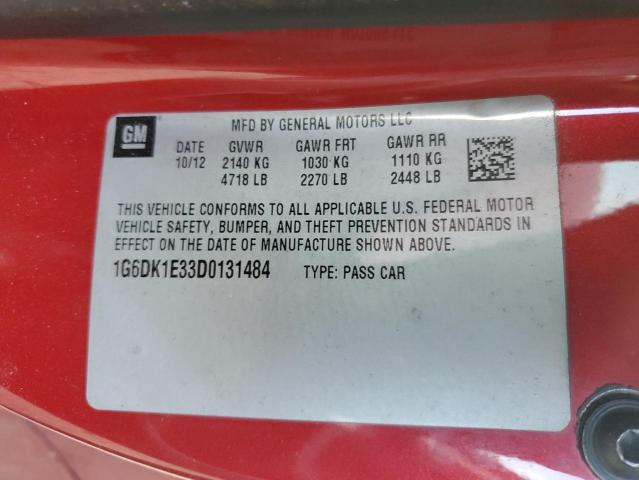 GM
MFD BY GENERAL MOTORS LLC
DATE GVWR GAWR FRT GAWR RR
10/12 2140 KG 1030 KG 1110 KG
4718 LB 2270 LB 2448 LB
THIS VEHICLE CONFORMS TO ALL APPLICABLE U.S. FEDERAL MOTOR
VEHICLE SAFETY, BUMPER, AND THEFT PREVENTION STANDARDS IN
EFFECT ON THE DATE OF MANUFACTURE SHOWN ABOVE.
1G6DK1E33D0131484 TYPE: PASS CAR